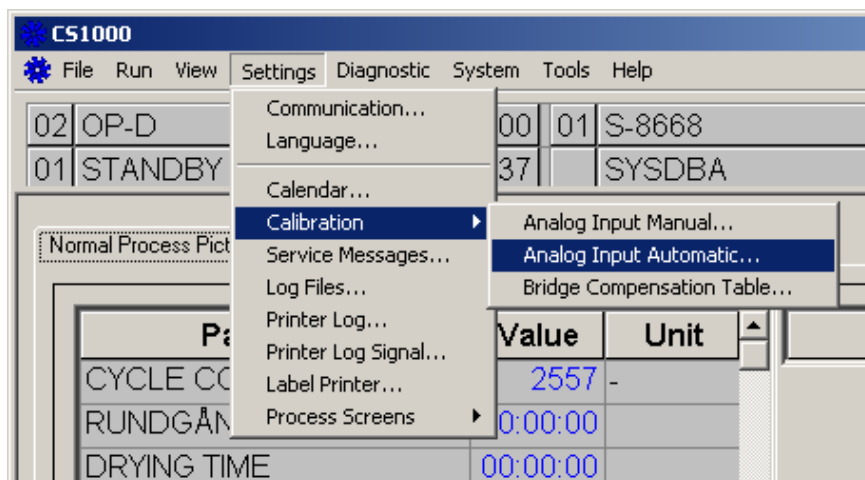 CS1000
File Run View Settings Diagnostic System Tools Help
02 OP-D 00 01 S-8668
01 STANDBY 37 SYSDBA
Communication...
Language...
Calendar...
Calibration
Service Messages...
Log Files...
Printer Log...
Printer Log Signal...
Label Printer...
Process Screens
Analog Input Manual...
Analog Input Automatic...
Bridge Compensation Table...
Normal Process Pict
Pa Value Unit
CYCLE CO 2557 -
RUNDGÅN 0:00:00
DRYING TIME 00:00:00